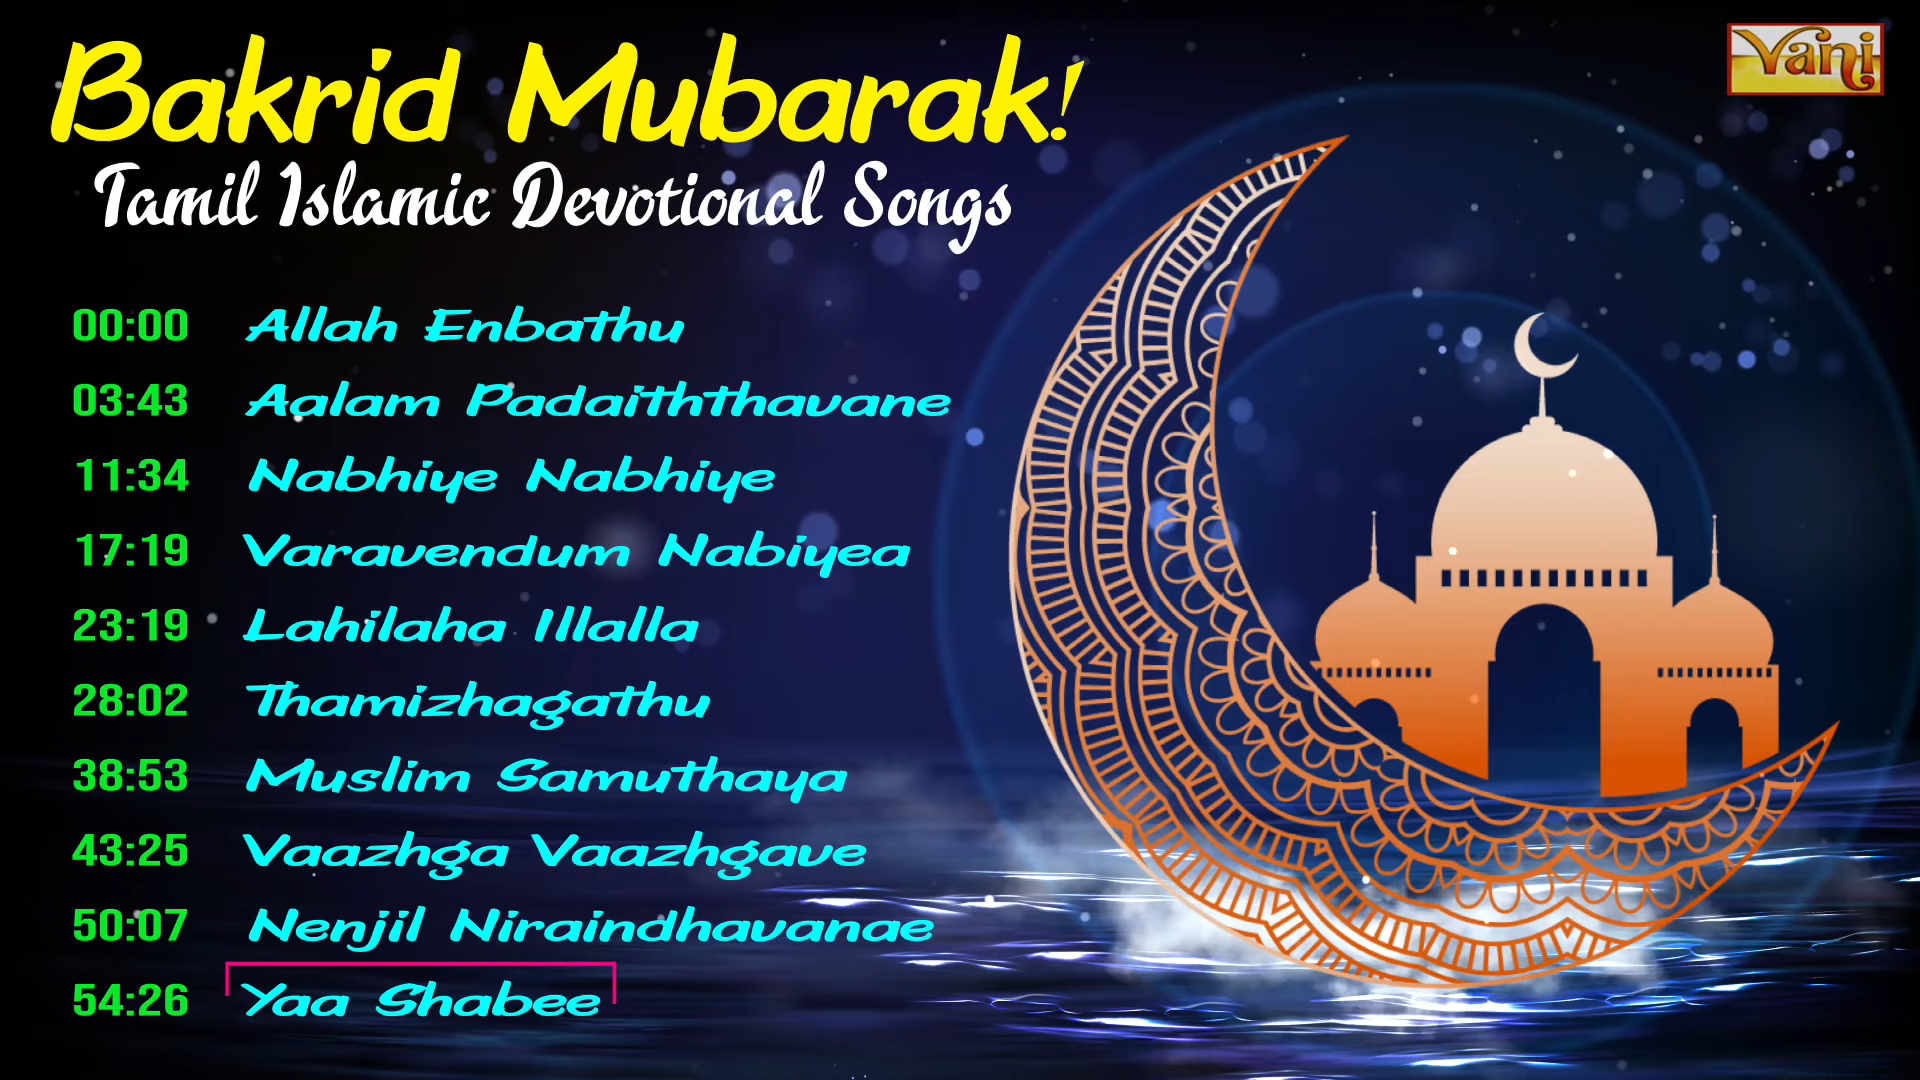 Bakrid Mubarak!
Vani
Tamil Islamic Devotional Songs
00:00 Allah Enbathu
03:43 Aalam Padaiththavane
11:34 Nabhiye Nabhiye
17:19 Varavendum Nabiyea
23:19 Lahilaha Illalla
28:02 Thamizhagathu
38:53 Muslim Samuthaya
43:25 Vaazhga Vaazhgave
50:07 Nenjil Niraindhavanae
54:26 Yaa Shabee